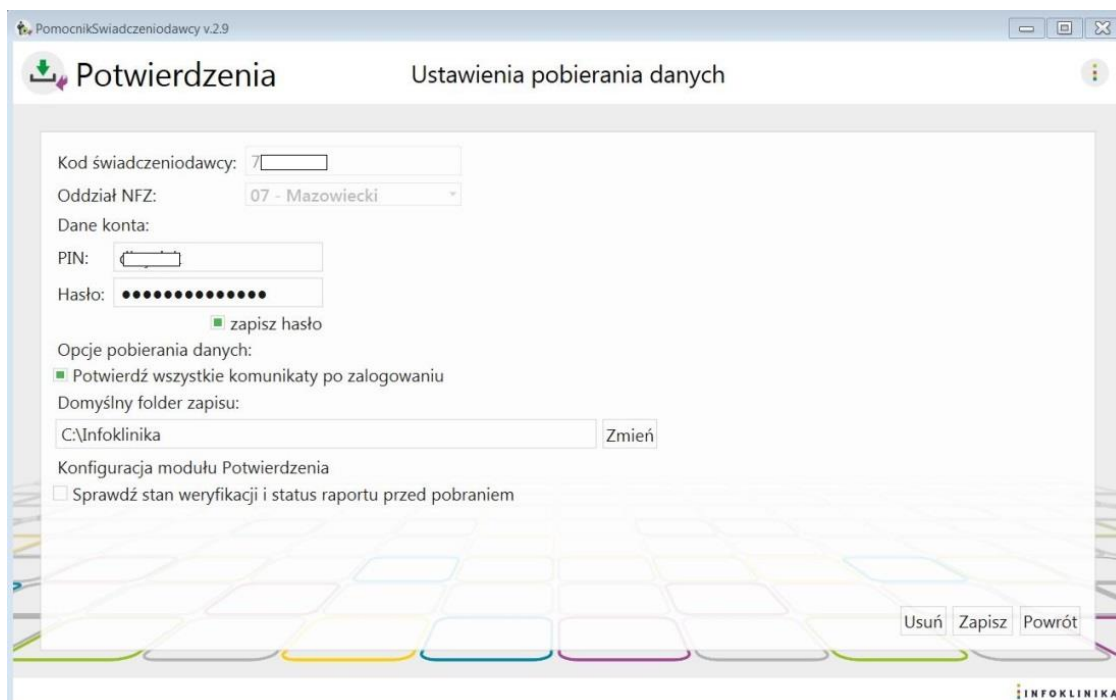 PomocnikSwiadczeniodawcy v.2.9
Potwierdzenia Ustawienia pobierania danych
Kod świadczeniodawcy: 7
Oddział NFZ: 07 - Mazowiecki
Dane konta:
PIN:
Hasło: ●●●●●●●●●●●●●●
zapisz hasło
Opcje pobierania danych:
Potwierdź wszystkie komunikaty po zalogowaniu
Domyślny folder zapisu:
C:\Infoklinika Zmień
Konfiguracja modułu Potwierdzenia
Sprawdź stan weryfikacji i status raportu przed pobraniem
Usuń Zapisz Powrót
INFOKLINIKA